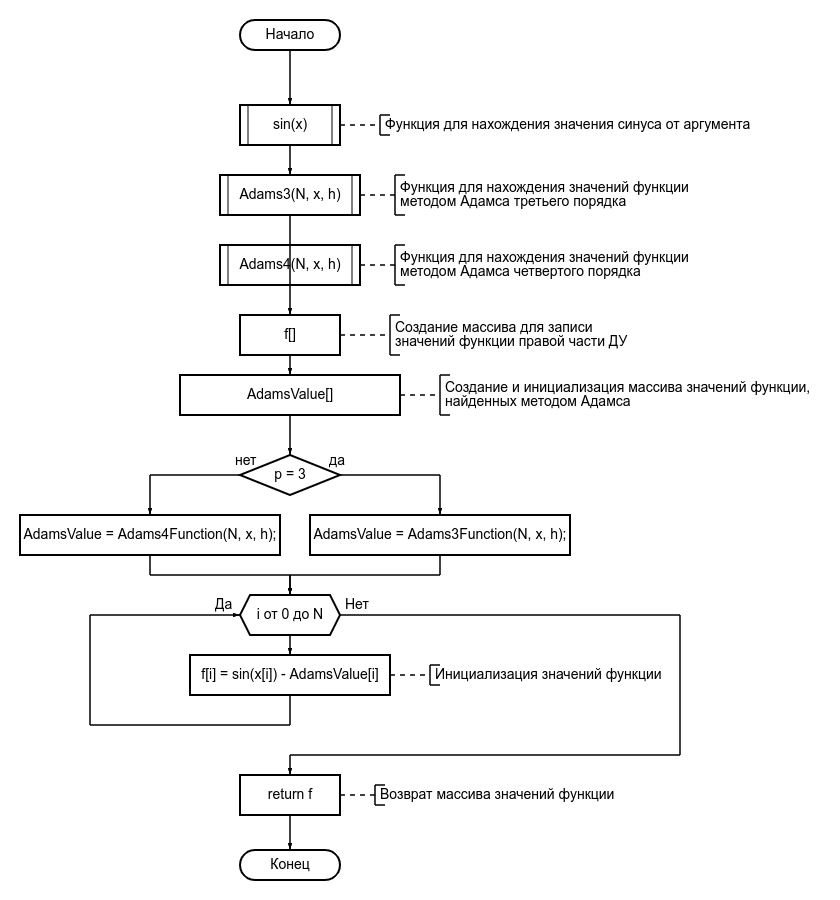 Начало
sin(x)
Функция для нахождения значения синуса от аргумента
Adams3(N, x, h)
Функция для нахождения значений функции
методом Адамса третьего порядка
Adams4(N, x, h)
Функция для нахождения значений функции
методом Адамса четвертого порядка
f[]
Создание массива для записи
значений функции правой части ДУ
AdamsValue[]
Создание и инициализация массива значений функции,
найденных методом Адамса
нет
p = 3
да
AdamsValue = Adams4Function(N, x, h);
AdamsValue = Adams3Function(N, x, h);
Да
i от 0 до N
Нет
f[i] = sin(x[i]) - AdamsValue[i]
Инициализация значений функции
return f
Возврат массива значений функции
Конец